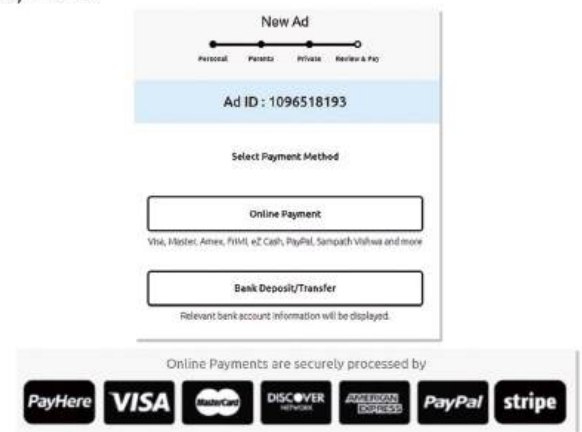 New Ad
Personal Parents Private Review & Pay
Ad ID : 1096518193
Select Payment Method
Online Payment
Visa, Master, Amex, FriMi, eZ Cash, PayPal, Sampath Vishwa and more
Bank Deposit/Transfer
Relevant bank account information will be displayed.
Online Payments are securely processed by
PayHere VISA MasterCard DISCOVER NETWORK AMERICAN EXPRESS PayPal stripe